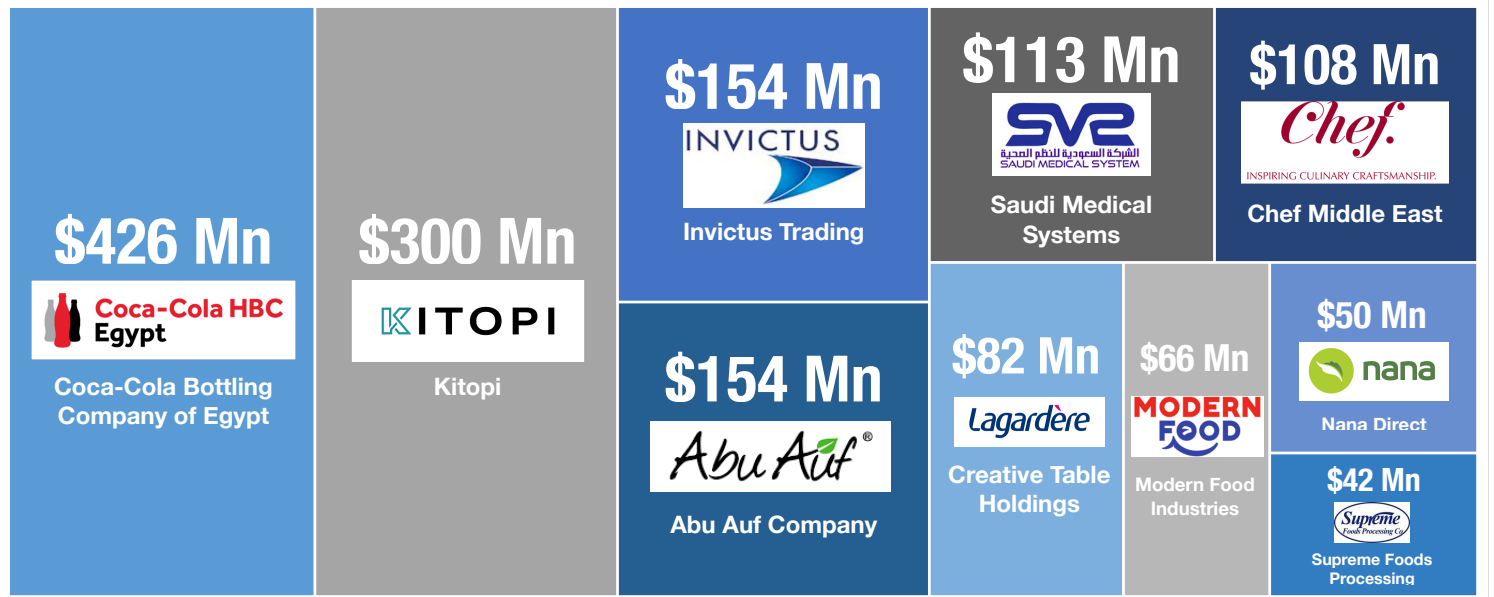 $426 Mn
Coca-Cola HBC
Egypt
Coca-Cola Bottling
Company of Egypt
$300 Mn
KITOPI
Kitopi
$154 Mn
INVICTUS
Invictus Trading
$154 Mn
Abu Auf ®
Abu Auf Company
$113 Mn
SVS
الشركة السعودية للنظم الصحية
SAUDI MEDICAL SYSTEM
Saudi Medical
Systems
$108 Mn
Chef.
INSPIRING CULINARY CRAFTSMANSHIP.
Chef Middle East
$82 Mn
Lagardère
Creative Table
Holdings
$66 Mn
MODERN
FOOD
Modern Food
Industries
$50 Mn
nana
Nana Direct
$42 Mn
Supreme
Foods Processing Co
Supreme Foods
Processing